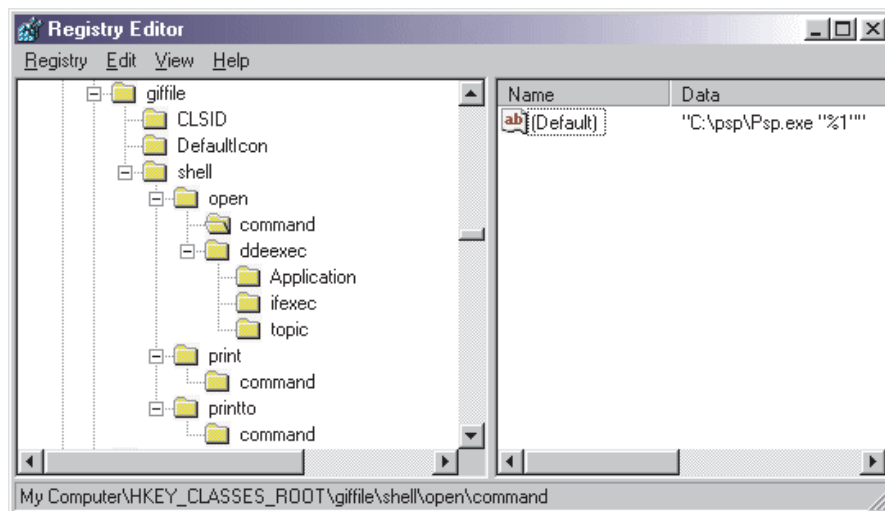 Registry Editor
Registry Edit View Help
giffile
CLSID
DefaultIcon
shell
open
command
ddeexec
Application
ifexec
topic
print
command
printto
command
Name Data
ab (Default) "C:\psp\Psp.exe "%1""
My Computer\HKEY_CLASSES_ROOT\giffile\shell\open\command